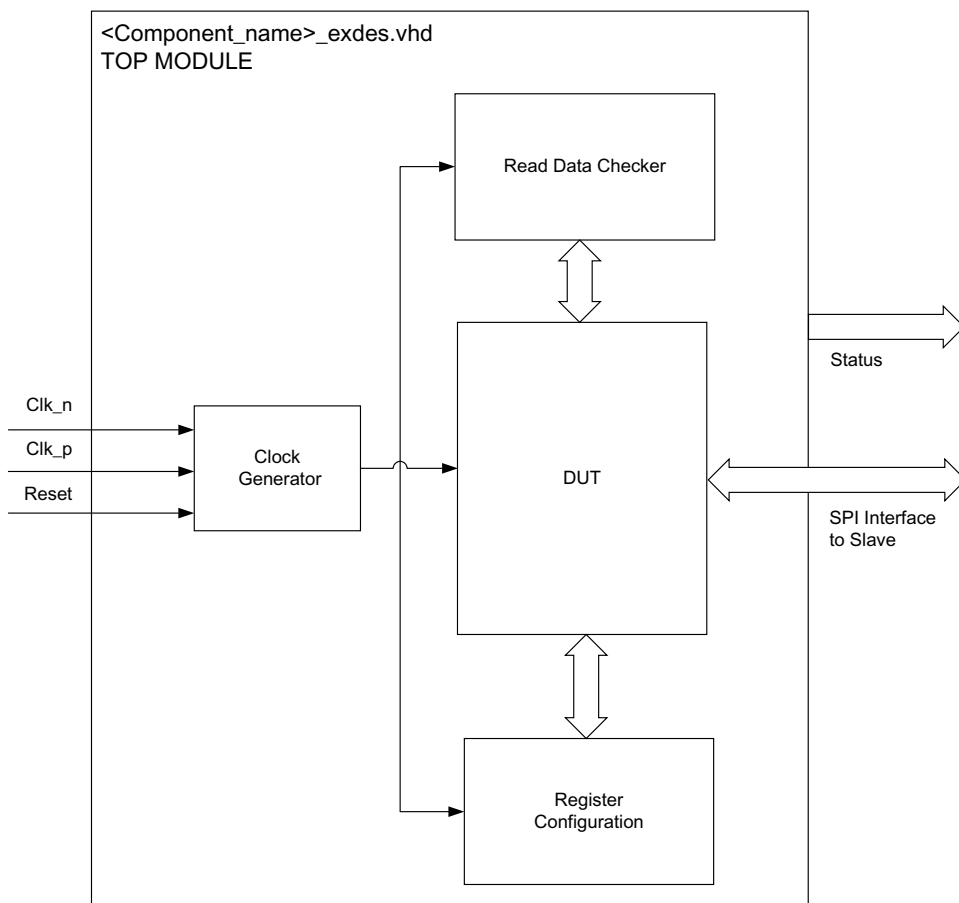 <Component_name>_exdes.vhd
TOP MODULE
Read Data Checker
Status
Clk_n
Clk_p
Reset
Clock
Generator
DUT
SPI Interface
to Slave
Register
Configuration